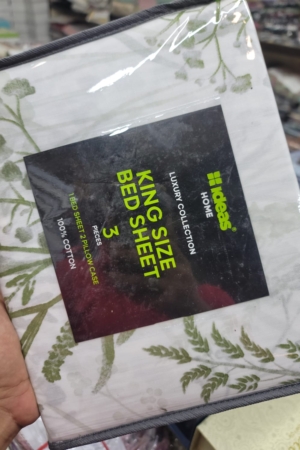 ideas
HOME
LUXURY COLLECTION
KING SIZE
BED SHEET
3
PIECES
1 BED SHEET 2 PILLOW CASE
100% COTTON